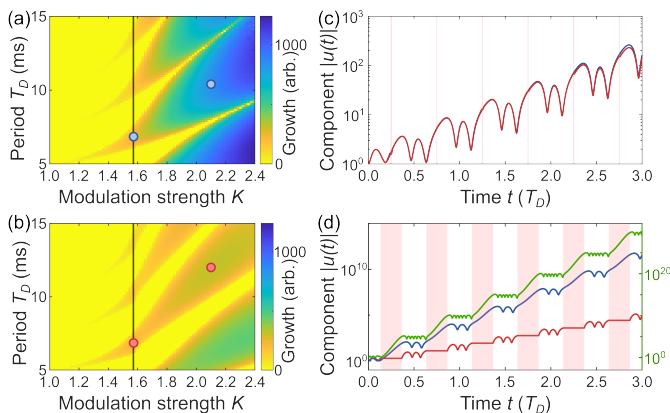 (a)
Period T_D (ms)
15
10
5
1.0 1.2 1.4 1.6 1.8 2.0 2.2 2.4
Modulation strength K
1000
0
Growth (arb.)
(c)
Component |u(t)|
10^3
10^2
10^1
10^0
0.0 0.5 1.0 1.5 2.0 2.5 3.0
Time t (T_D)
(b)
Period T_D (ms)
15
10
5
1.0 1.2 1.4 1.6 1.8 2.0 2.2 2.4
Modulation strength K
1000
0
Growth (arb.)
(d)
Component |u(t)|
10^10
10^0
10^20
10^0
0.0 0.5 1.0 1.5 2.0 2.5 3.0
Time t (T_D)